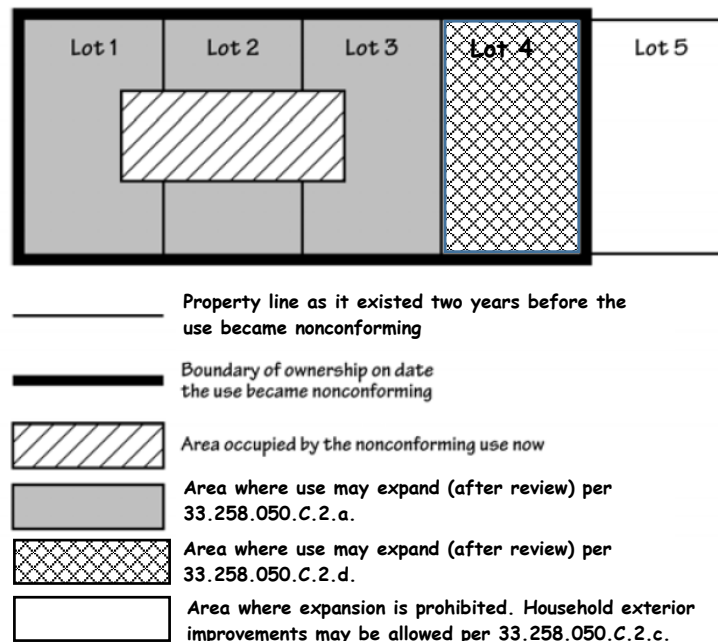 Lot 1 Lot 2 Lot 3 Lot 4 Lot 5
Property line as it existed two years before the
use became nonconforming
Boundary of ownership on date
the use became nonconforming
Area occupied by the nonconforming use now
Area where use may expand (after review) per
33.258.050.C.2.a.
Area where use may expand (after review) per
33.258.050.C.2.d.
Area where expansion is prohibited. Household exterior
improvements may be allowed per 33.258.050.C.2.c.